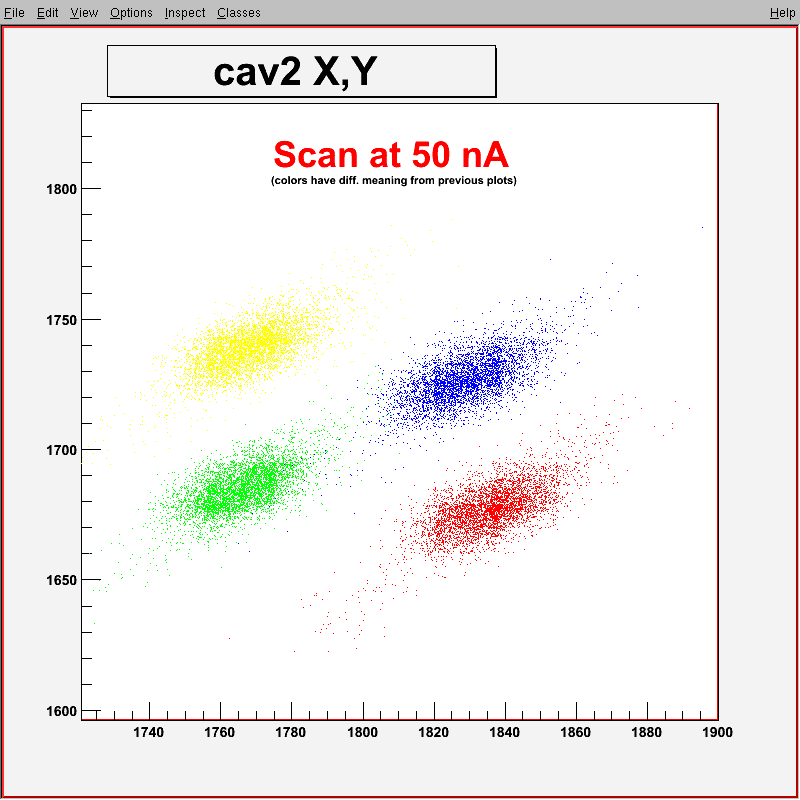 File Edit View Options Inspect Classes Help
cav2 X,Y
Scan at 50 nA
(colors have diff. meaning from previous plots)
1800
1750
1700
1650
1600
1740 1760 1780 1800 1820 1840 1860 1880 1900